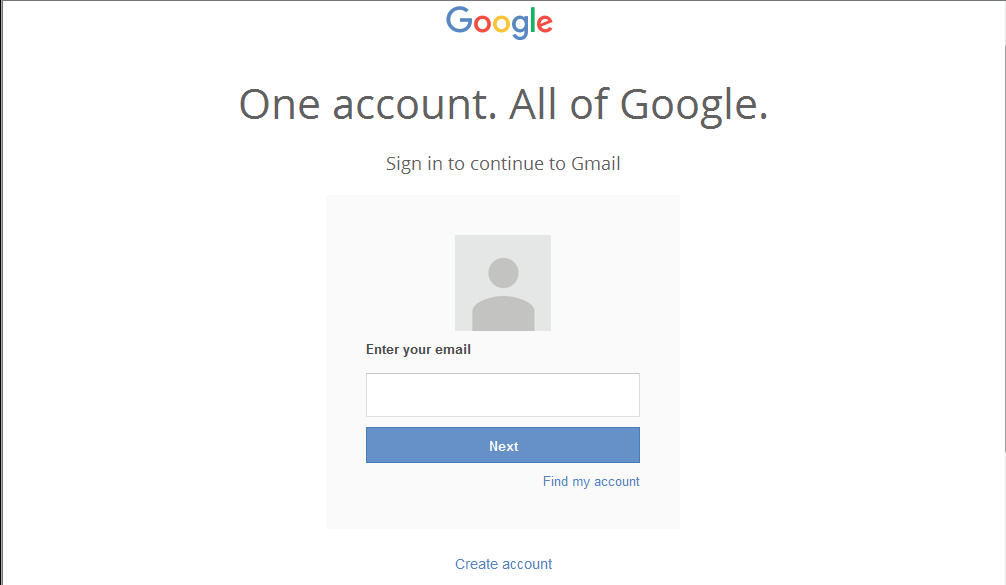 Google
One account. All of Google.
Sign in to continue to Gmail
Enter your email
Next
Find my account
Create account